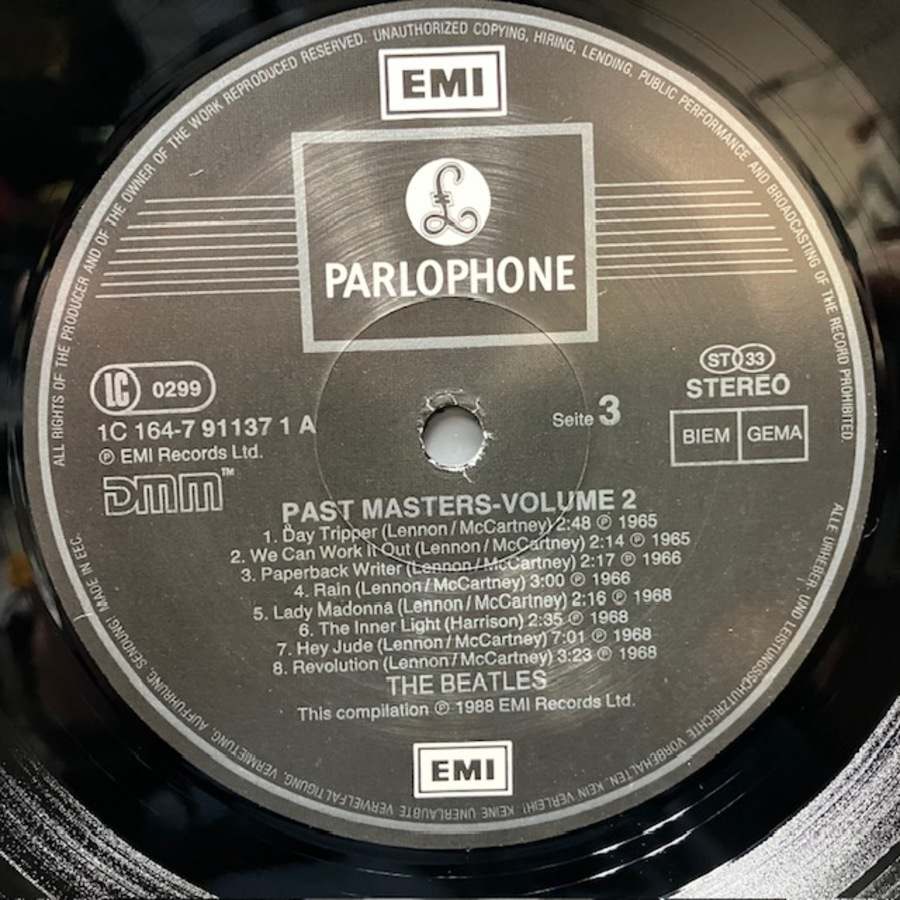 ALL RIGHTS OF THE PRODUCER AND OF THE OWNER OF THE WORK REPRODUCED RESERVED. UNAUTHORIZED COPYING, HIRING, LENDING, PUBLIC PERFORMANCE AND BROADCASTING OF THE RECORD PROHIBITED.
EMI
£
PARLOPHONE
LC 0299
1C 164-7 91137 1 A
℗ EMI Records Ltd.
DMM™
Seite 3
ST 33
STEREO
BIEM GEMA
PAST MASTERS-VOLUME 2
1. Day Tripper (Lennon/McCartney) 2:48 ℗ 1965
2. We Can Work It Out (Lennon/McCartney) 2:14 ℗ 1965
3. Paperback Writer (Lennon/McCartney) 2:17 ℗ 1966
4. Rain (Lennon/McCartney) 3:00 ℗ 1966
5. Lady Madonna (Lennon/McCartney) 2:16 ℗ 1968
6. The Inner Light (Harrison) 2:35 ℗ 1968
7. Hey Jude (Lennon/McCartney) 7:01 ℗ 1968
8. Revolution (Lennon/McCartney) 3:23 ℗ 1968
THE BEATLES
This compilation ℗ 1988 EMI Records Ltd.
EMI
ALLE URHEBER- UND LEISTUNGSSCHUTZRECHTE VORBEHALTEN. KEIN VERLEIH! KEINE UNERLAUBTE VERVIELFÄLTIGUNG, VERMIETUNG, AUFFÜHRUNG, SENDUNG! MADE IN EEC.